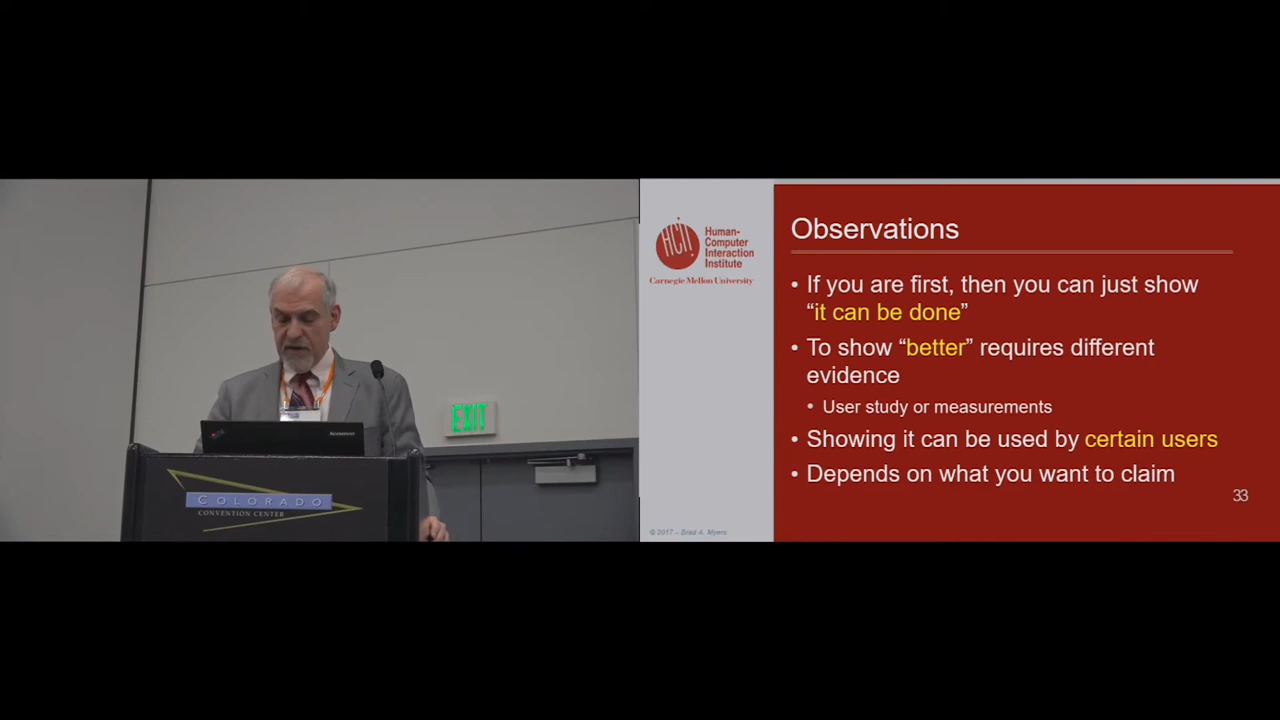 EXIT
lenovo
COLORADO
CONVENTION CENTER
HCII
Human-
Computer
Interaction
Institute
Carnegie Mellon University
Observations
• If you are first, then you can just show
“it can be done”
• To show “better” requires different
evidence
• User study or measurements
• Showing it can be used by certain users
• Depends on what you want to claim
33
© 2017 – Brad A. Myers